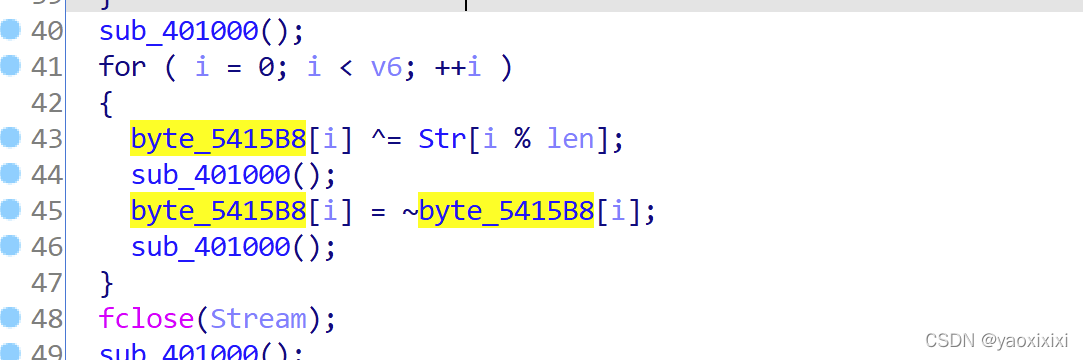 40 sub_401000();
41 for ( i = 0; i < v6; ++i )
42 {
43 byte_5415B8[i] ^= Str[i % len];
44 sub_401000();
45 byte_5415B8[i] = ~byte_5415B8[i];
46 sub_401000();
47 }
48 fclose(Stream);
49 sub_401000();
CSDN @yaoxixixi